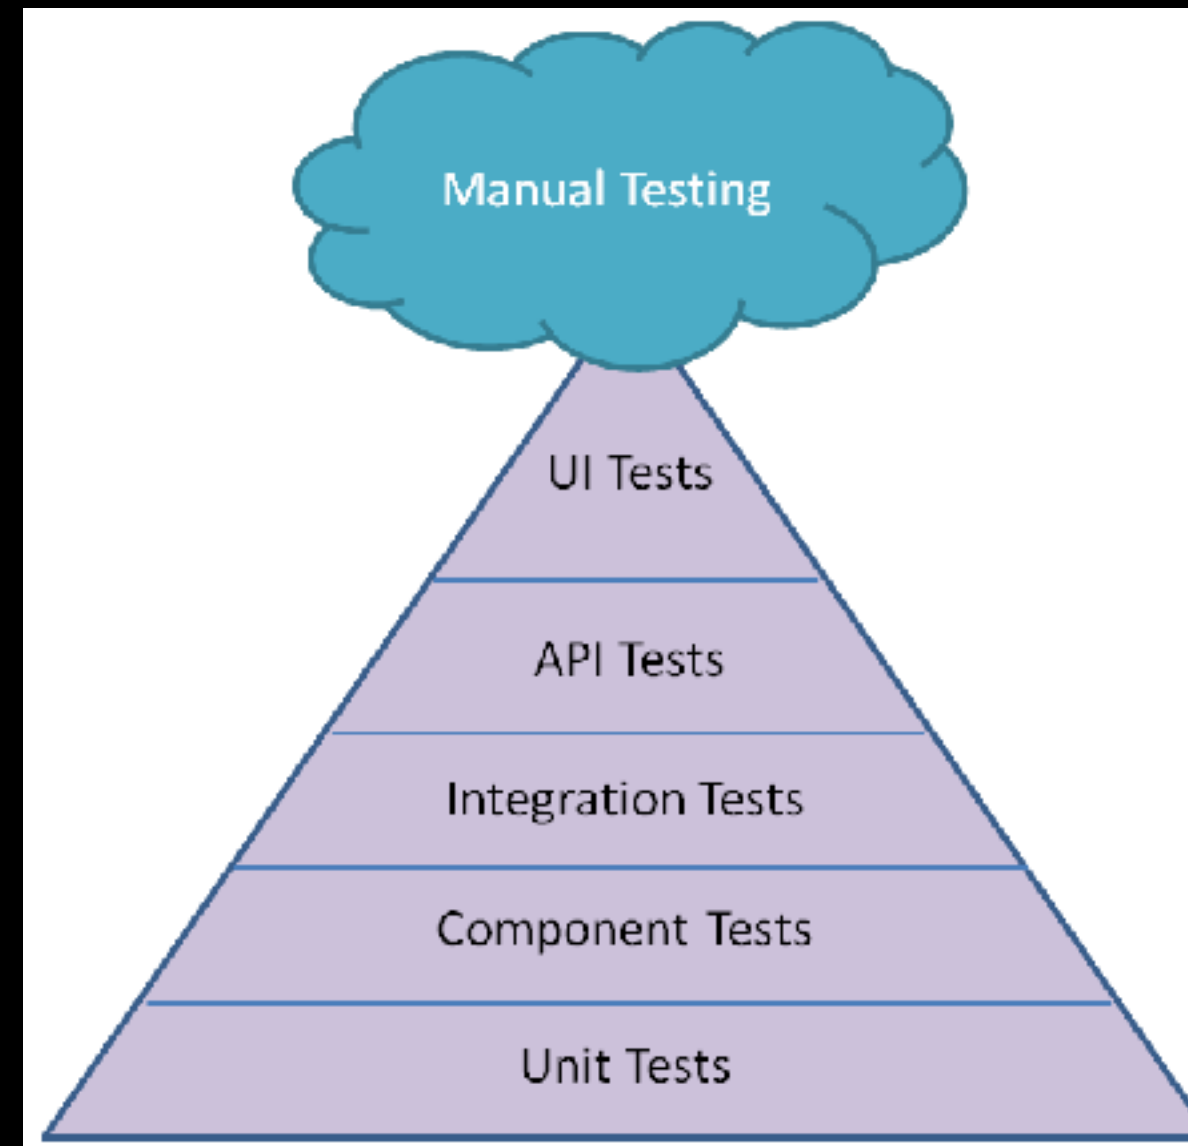 Manual Testing
UI Tests
API Tests
Integration Tests
Component Tests
Unit Tests